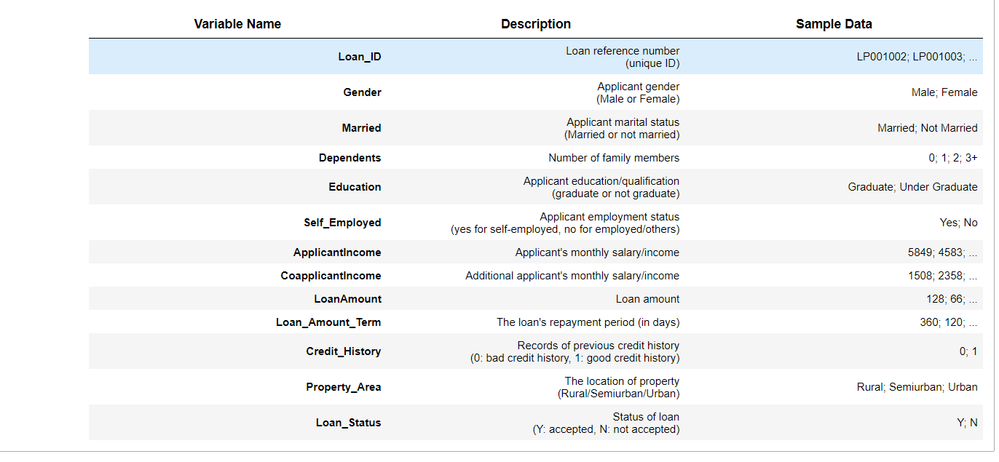 Variable Name Description Sample Data
Loan_ID Loan reference number
(unique ID) LP001002; LP001003; ...
Gender Applicant gender
(Male or Female) Male; Female
Married Applicant marital status
(Married or not married) Married; Not Married
Dependents Number of family members 0; 1; 2; 3+
Education Applicant education/qualification
(graduate or not graduate) Graduate; Under Graduate
Self_Employed Applicant employment status
(yes for self-employed, no for employed/others) Yes; No
ApplicantIncome Applicant's monthly salary/income 5849; 4583; ...
CoapplicantIncome Additional applicant's monthly salary/income 1508; 2358; ...
LoanAmount Loan amount 128; 66; ...
Loan_Amount_Term The loan's repayment period (in days) 360; 120; ...
Credit_History Records of previous credit history
(0: bad credit history, 1: good credit history) 0; 1
Property_Area The location of property
(Rural/Semiurban/Urban) Rural; Semiurban; Urban
Loan_Status Status of loan
(Y: accepted, N: not accepted) Y; N